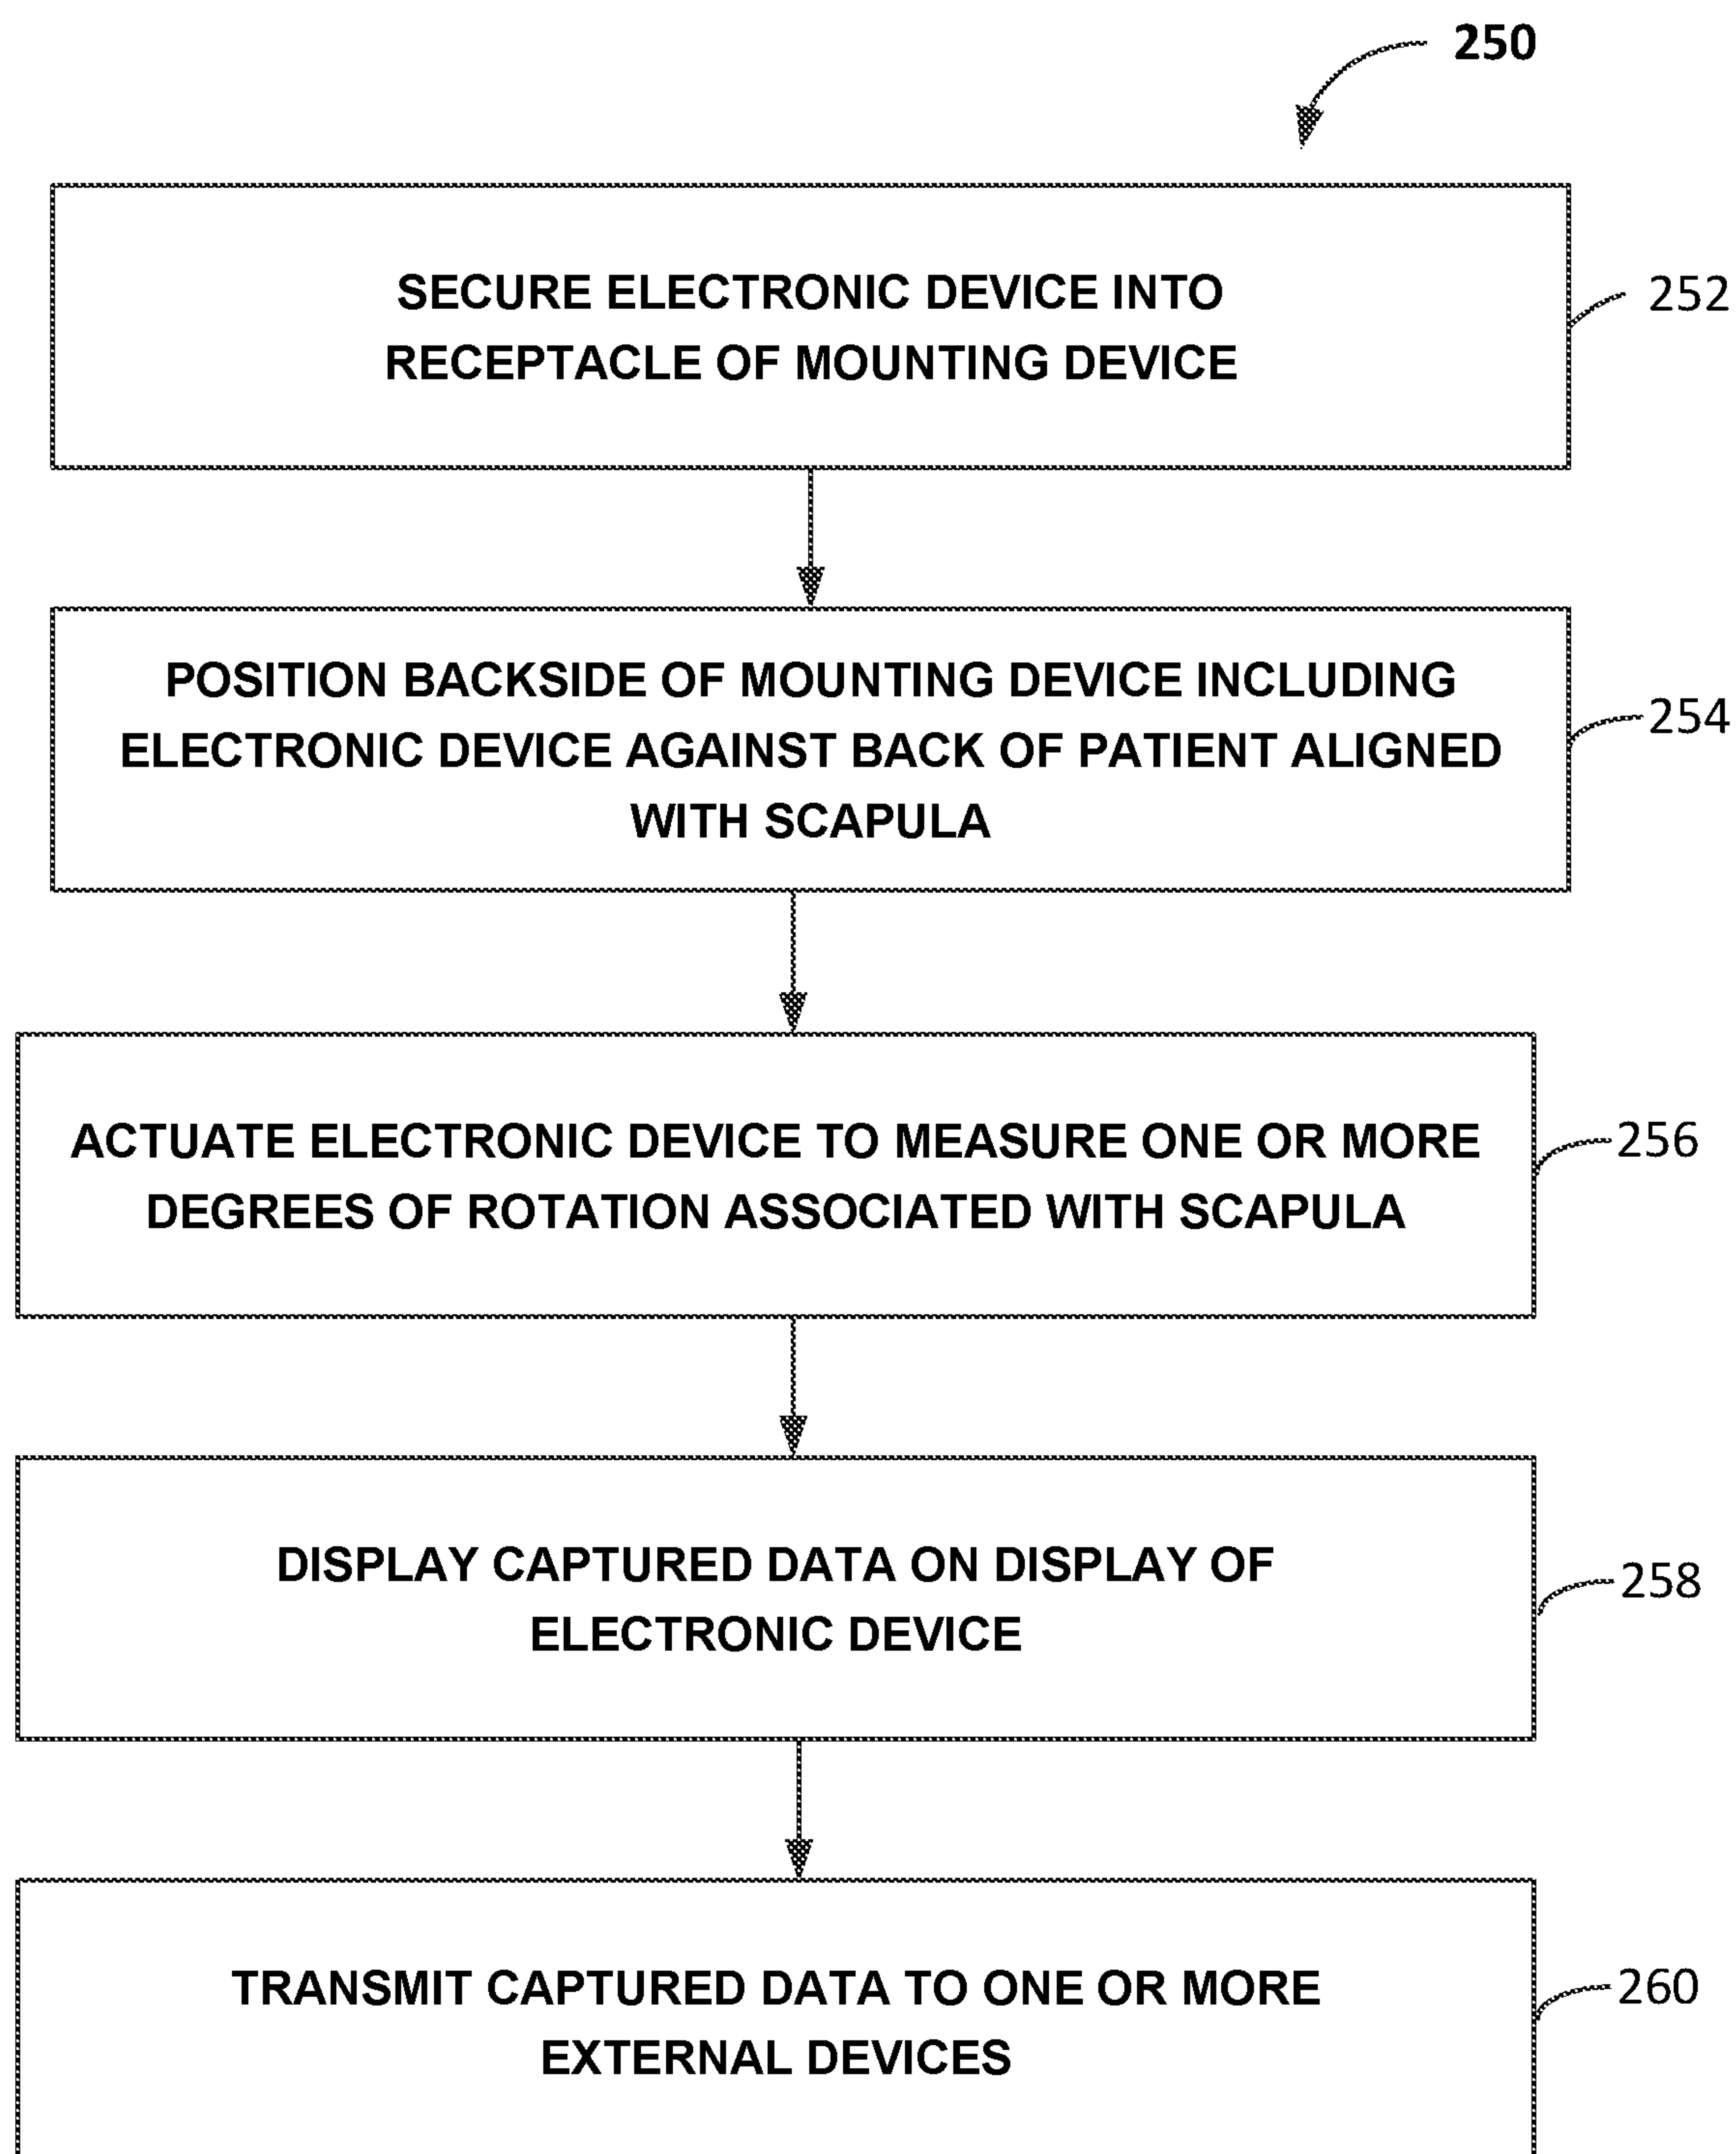 250
SECURE ELECTRONIC DEVICE INTO
RECEPTACLE OF MOUNTING DEVICE
252
POSITION BACKSIDE OF MOUNTING DEVICE INCLUDING
ELECTRONIC DEVICE AGAINST BACK OF PATIENT ALIGNED
WITH SCAPULA
254
ACTUATE ELECTRONIC DEVICE TO MEASURE ONE OR MORE
DEGREES OF ROTATION ASSOCIATED WITH SCAPULA
256
DISPLAY CAPTURED DATA ON DISPLAY OF
ELECTRONIC DEVICE
258
TRANSMIT CAPTURED DATA TO ONE OR MORE
EXTERNAL DEVICES
260